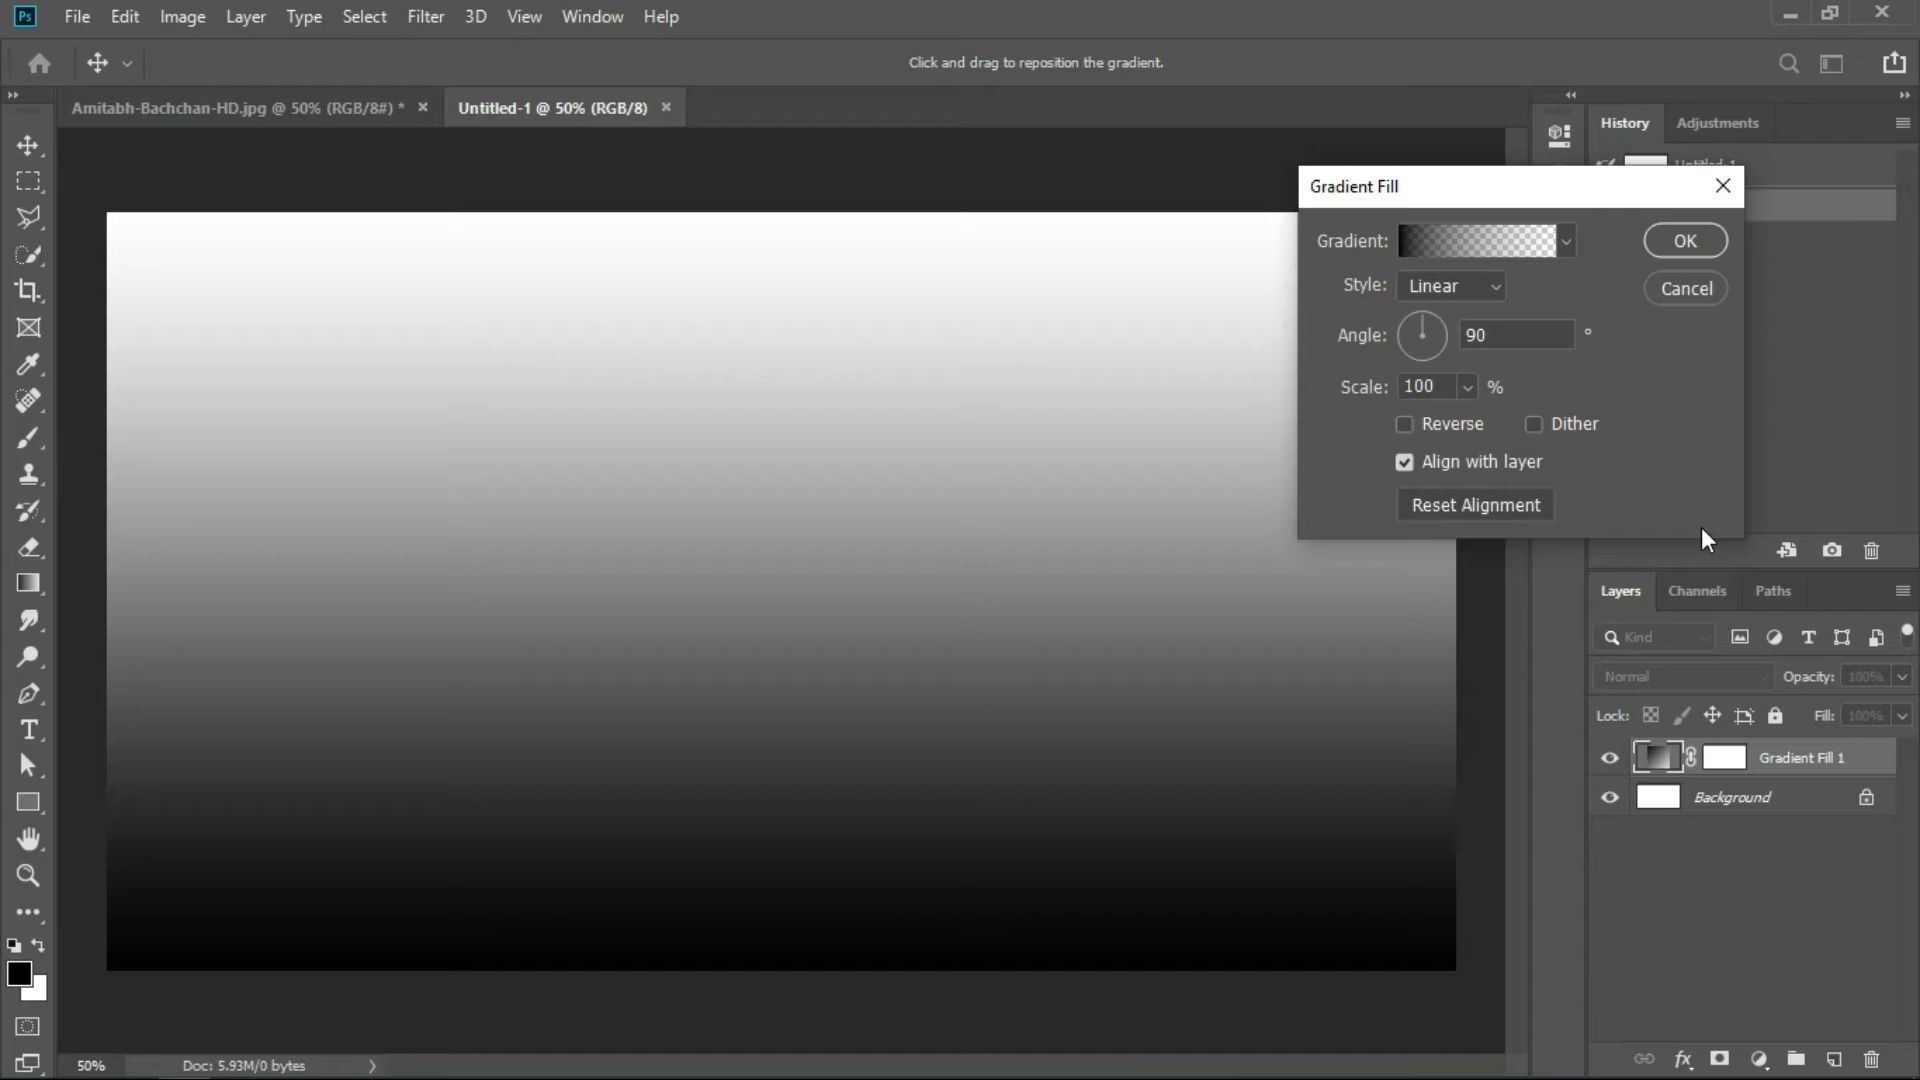 Ps File Edit Image Layer Type Select Filter 3D View Window Help
Click and drag to reposition the gradient.
Amitabh-Bachchan-HD.jpg @ 50% (RGB/8#) * Untitled-1 @ 50% (RGB/8)
History Adjustments
Untitled-1
Gradient Fill
Gradient: OK
Style: Linear Cancel
Angle: 90 °
Scale: 100 %
Reverse Dither
Align with layer
Reset Alignment
Layers Channels Paths
Kind
Normal Opacity: 100%
Lock: Fill: 100%
Gradient Fill 1
Background
50% Doc: 5.93M/0 bytes